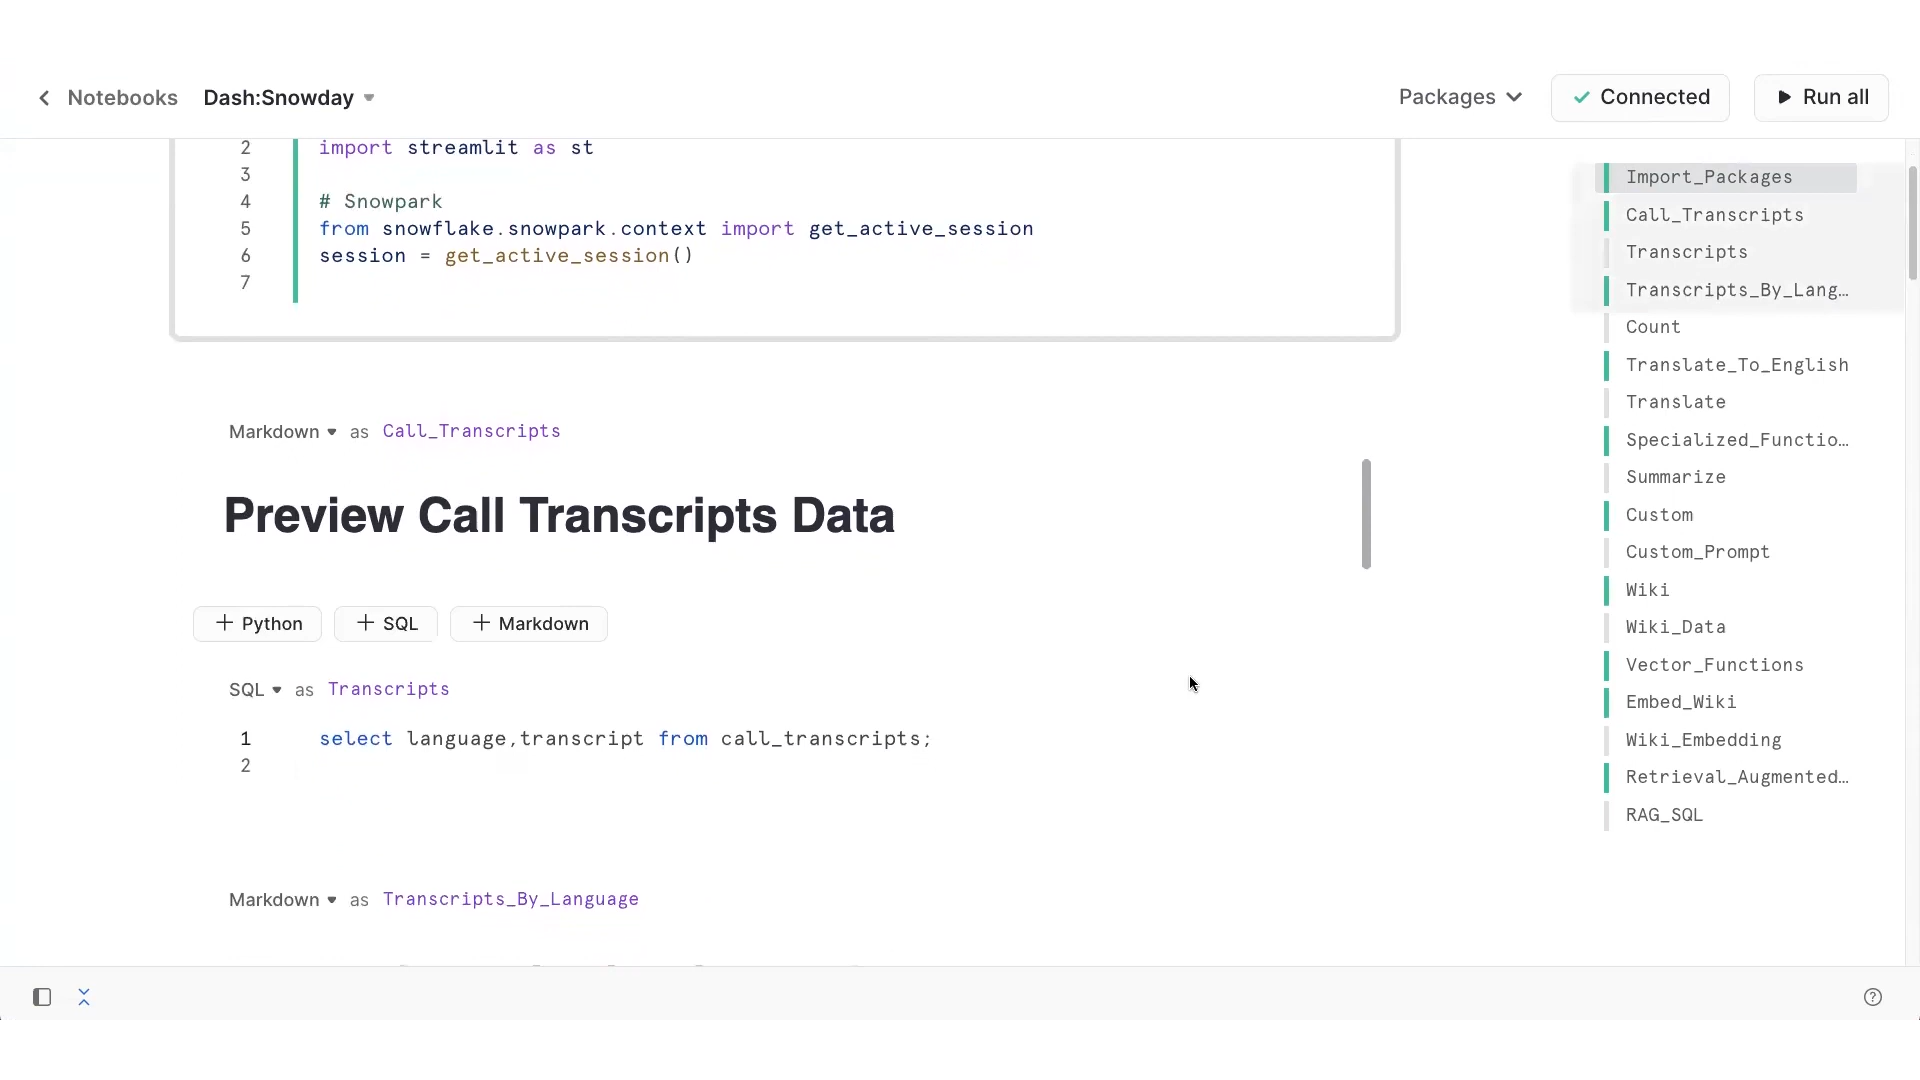 Notebooks Dash:Snowday Packages Connected Run all
2 import streamlit as st
3
4 # Snowpark
5 from snowflake.snowpark.context import get_active_session
6 session = get_active_session()
7
Markdown as Call_Transcripts
Preview Call Transcripts Data
+ Python + SQL + Markdown
SQL as Transcripts
1 select language,transcript from call_transcripts;
2
Markdown as Transcripts_By_Language
Import_Packages
Call_Transcripts
Transcripts
Transcripts_By_Lang…
Count
Translate_To_English
Translate
Specialized_Functio…
Summarize
Custom
Custom_Prompt
Wiki
Wiki_Data
Vector_Functions
Embed_Wiki
Wiki_Embedding
Retrieval_Augmented…
RAG_SQL